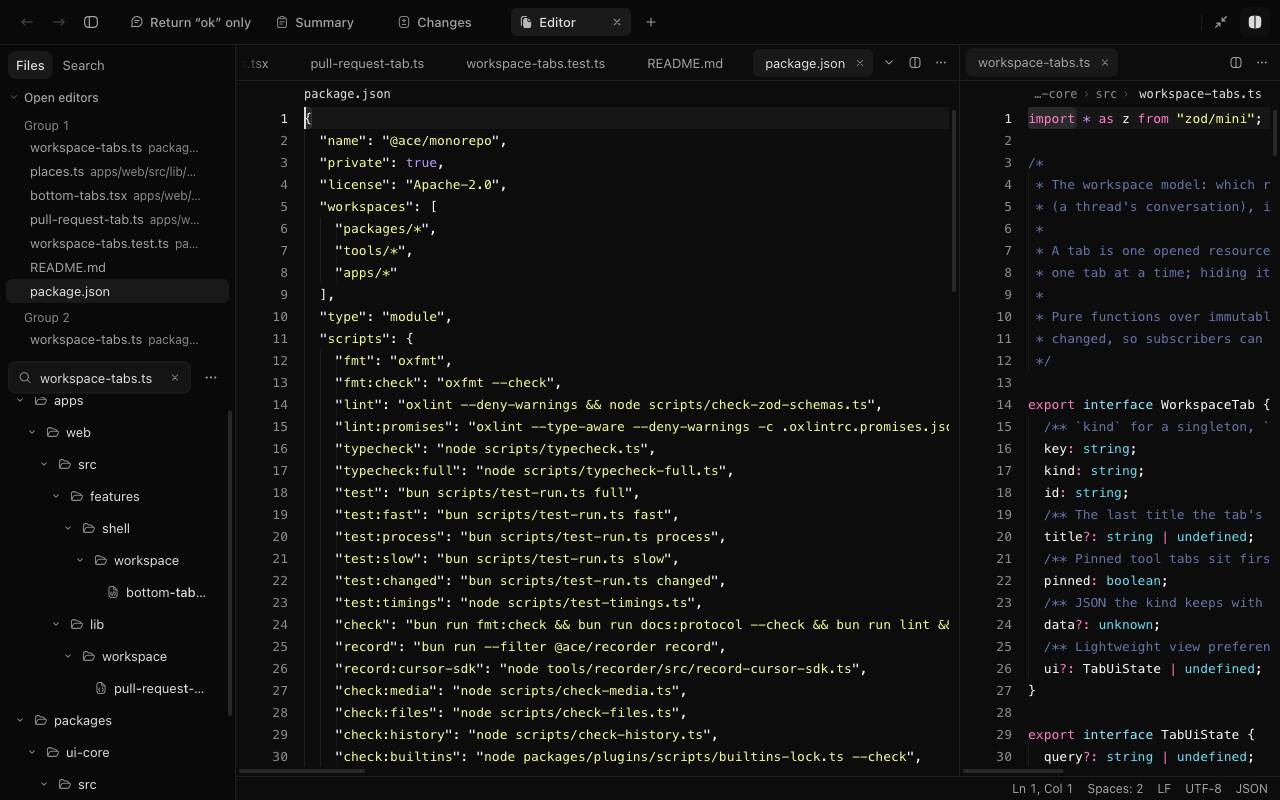 Return “ok” only
Summary
Changes
Editor
Files
Search
Open editors
Group 1
workspace-tabs.ts packag...
places.ts apps/web/src/lib/...
bottom-tabs.tsx apps/web/...
pull-request-tab.ts apps/w...
workspace-tabs.test.ts pa...
README.md
package.json
Group 2
workspace-tabs.ts packag...
workspace-tabs.ts
apps
web
src
features
shell
workspace
bottom-tab...
lib
workspace
pull-request-...
packages
ui-core
src
.tsx
pull-request-tab.ts
workspace-tabs.test.ts
README.md
package.json
package.json
1 {
2 "name": "@ace/monorepo",
3 "private": true,
4 "license": "Apache-2.0",
5 "workspaces": [
6 "packages/*",
7 "tools/*",
8 "apps/*"
9 ],
10 "type": "module",
11 "scripts": {
12 "fmt": "oxfmt",
13 "fmt:check": "oxfmt --check",
14 "lint": "oxlint --deny-warnings && node scripts/check-zod-schemas.ts",
15 "lint:promises": "oxlint --type-aware --deny-warnings -c .oxlintrc.promises.jso
16 "typecheck": "node scripts/typecheck.ts",
17 "typecheck:full": "node scripts/typecheck-full.ts",
18 "test": "bun scripts/test-run.ts full",
19 "test:fast": "bun scripts/test-run.ts fast",
20 "test:process": "bun scripts/test-run.ts process",
21 "test:slow": "bun scripts/test-run.ts slow",
22 "test:changed": "bun scripts/test-run.ts changed",
23 "test:timings": "node scripts/test-timings.ts",
24 "check": "bun run fmt:check && bun run docs:protocol --check && bun run lint &&
25 "record": "bun run --filter @ace/recorder record",
26 "record:cursor-sdk": "node tools/recorder/src/record-cursor-sdk.ts",
27 "check:media": "node scripts/check-media.ts",
28 "check:files": "node scripts/check-files.ts",
29 "check:history": "node scripts/check-history.ts",
30 "check:builtins": "node packages/plugins/scripts/builtins-lock.ts --check",
workspace-tabs.ts
…-core › src › workspace-tabs.ts
1 import * as z from "zod/mini";
2
3 /*
4 * The workspace model: which r
5 * (a thread's conversation), i
6 *
7 * A tab is one opened resource
8 * one tab at a time; hiding it
9 *
10 * Pure functions over immutabl
11 * changed, so subscribers can
12 */
13
14 export interface WorkspaceTab {
15 /** `kind` for a singleton, `
16 key: string;
17 kind: string;
18 id: string;
19 /** The last title the tab's
20 title?: string | undefined;
21 /** Pinned tool tabs sit firs
22 pinned: boolean;
23 /** JSON the kind keeps with
24 data?: unknown;
25 /** Lightweight view preferen
26 ui?: TabUiState | undefined;
27 }
28
29 export interface TabUiState {
30 query?: string | undefined;
Ln 1, Col 1
Spaces: 2
LF
UTF-8
JSON